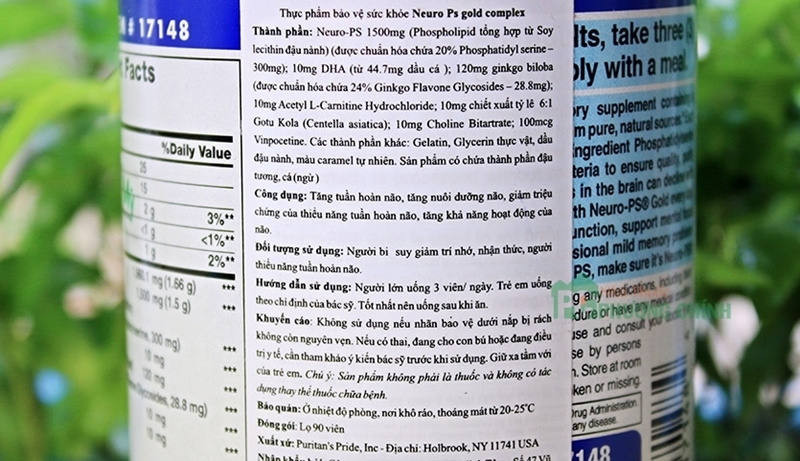 # 17148
Facts
%Daily Value
25
15
2 g 3%**
<1 g <1%**
1 g 2%**
mg (1.66 g) ***
mg (1.5 g) ***
300 mg) ***
10 mg ***
120 mg ***
28.8 mg) ***
10 mg ***
10 mg ***
Thực phẩm bảo vệ sức khỏe Neuro Ps gold complex
Thành phần: Neuro-PS 1500mg (Phospholipid tổng hợp từ Soy
lecithin đậu nành) (được chuẩn hóa chứa 20% Phosphatidyl serine –
300mg); 10mg DHA (từ 44.7mg dầu cá ); 120mg ginkgo biloba
(được chuẩn hóa chứa 24% Ginkgo Flavone Glycosides – 28.8mg);
10mg Acetyl L-Carnitine Hydrochloride; 10mg chiết xuất tỷ lệ 6:1
Gotu Kola (Centella asiatica); 10mg Choline Bitartrate; 100mcg
Vinpocetine. Các thành phần khác: Gelatin, Glycerin thực vật, dầu
đậu nành, màu caramel tự nhiên. Sản phẩm có chứa thành phần đậu
tương, cá (ngừ)
Công dụng: Tăng tuần hoàn não, tăng nuôi dưỡng não, giảm triệu
chứng của thiếu năng tuần hoàn não, tăng khả năng hoạt động của
não.
Đối tượng sử dụng: Người bi suy giảm trí nhớ, nhận thức, người
thiếu năng tuần hoàn não.
Hướng dẫn sử dụng: Người lớn uống 3 viên/ ngày. Trẻ em uống
theo chỉ định của bác sỹ. Tốt nhất nên uống sau khi ăn.
Khuyến cáo: Không sử dụng nếu nhãn bảo vệ dưới nắp bị rách
không còn nguyên vẹn. Nếu có thai, đang cho con bú hoặc đang điều
trị y tế, cần tham khảo ý kiến bác sỹ trước khi sử dụng. Giữ xa tầm với
của trẻ em. Chú ý: Sản phẩm không phải là thuốc và không có tác
dụng thay thế thuốc chữa bệnh.
Bảo quản: Ở nhiệt độ phòng, nơi khô ráo, thoáng mát từ 20-25°C
Đóng gói: Lọ 90 viên
Xuất xứ: Puritan's Pride, Inc - Địa chỉ: Holbrook, NY 11741 USA
lts, take three (3
ply with a meal.
ory supplement containing
m pure, natural sources.
ingredient Phosphatidylserine
teria to ensure quality,
s in the brain can decline
th Neuro-PS® Gold every
unction, support mental
sional mild memory problems
PS, make sure it's Neuro-PS
g any medications, including
dure or have any medical
use and consult your
se by persons
n. Store at room
ken or missing.
Drug Administration.
any disease.
7148